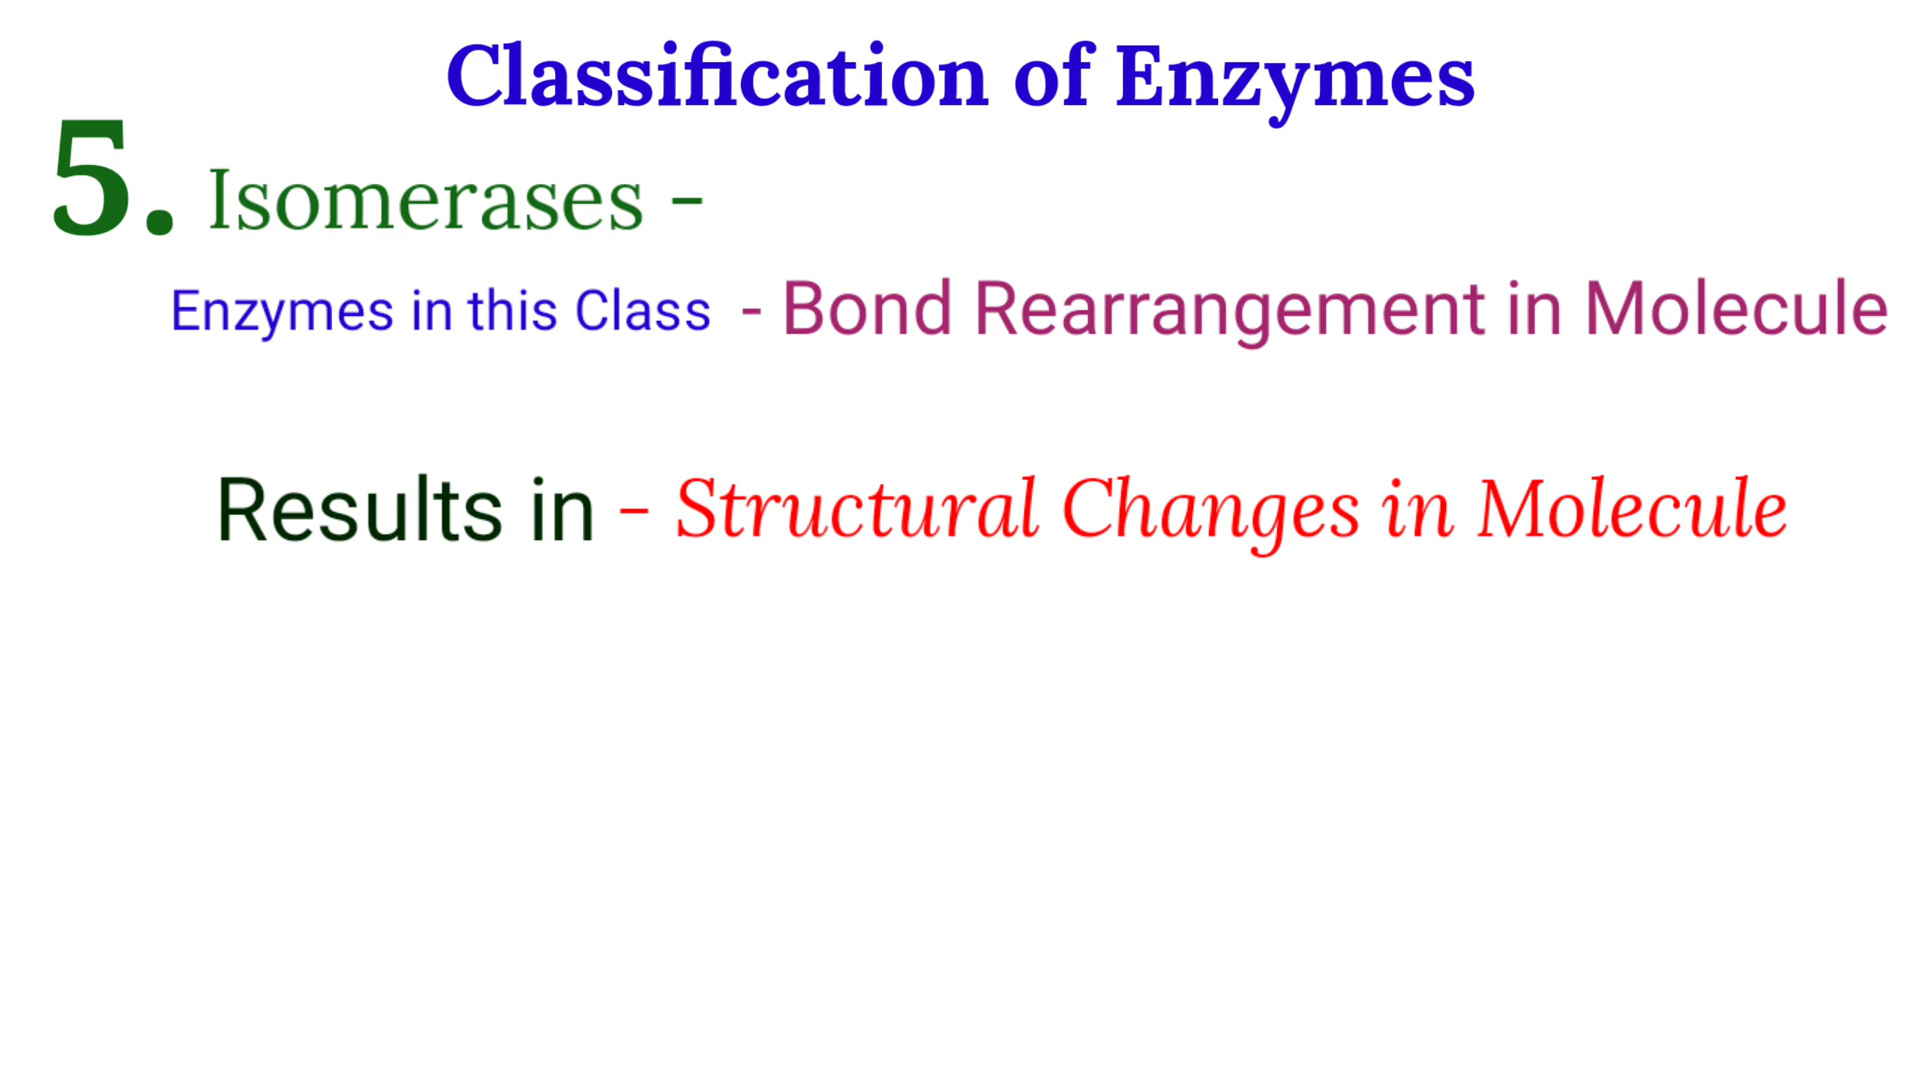 Classification of Enzymes
5. Isomerases -
Enzymes in this Class - Bond Rearrangement in Molecule
Results in - Structural Changes in Molecule